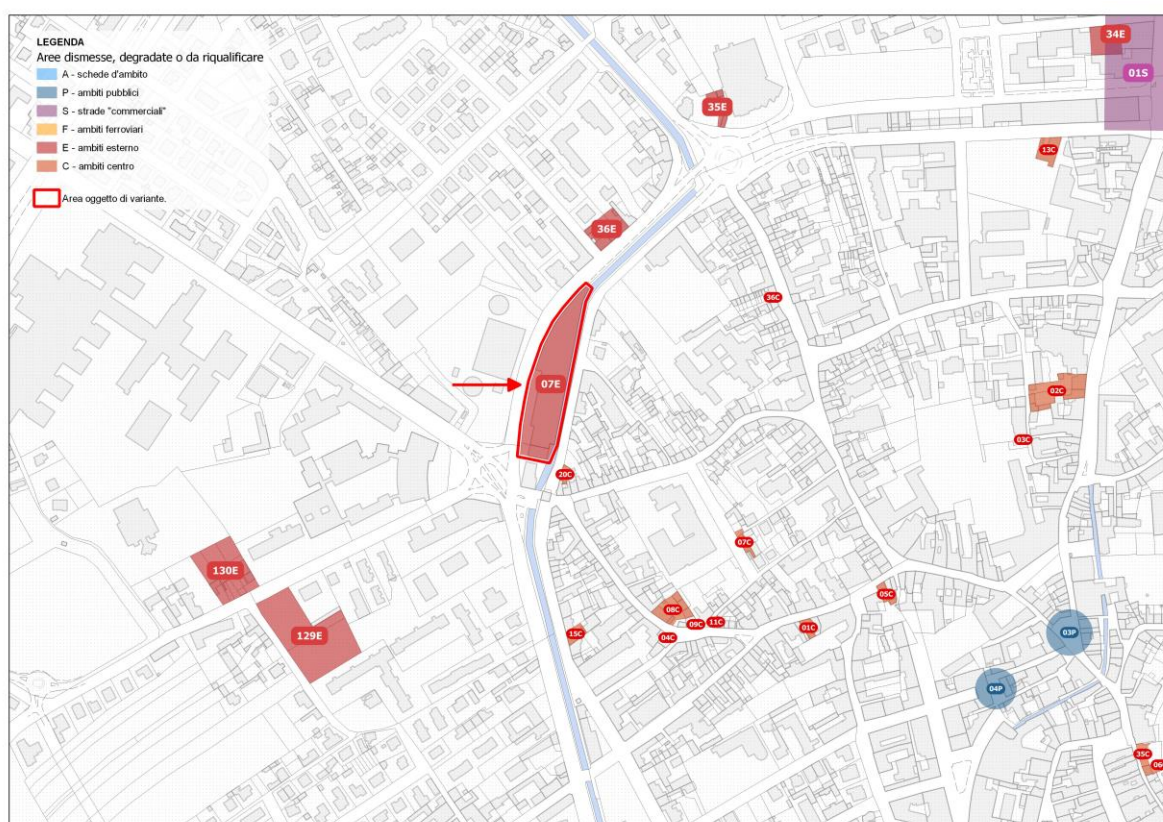 LEGENDA
Aree dismesse, degradate o da riqualificare
A - schede d'ambito
P - ambiti pubblici
S - strade "commerciali"
F - ambiti ferroviari
E - ambiti esterno
C - ambiti centro
Area oggetto di variante.
34E
01S
35E
13C
36E
36C
07E
02C
03C
20C
07C
130E
05C
08C
09C
11C
01C
129E
15C
04C
03P
04P
35C
06